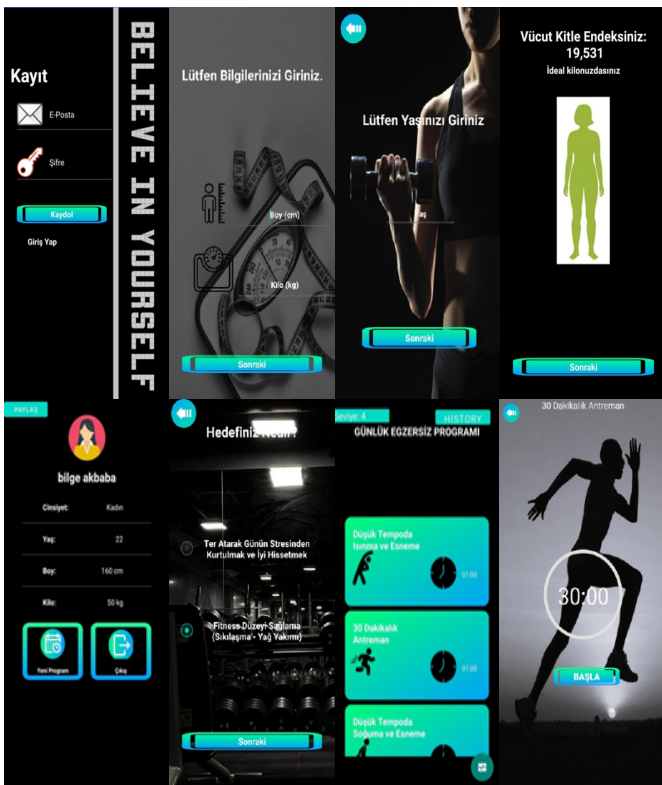 Kayıt
E-Posta
Şifre
Kaydol
Giriş Yap
BELIEVE IN YOURSELF
Lütfen Bilgilerinizi Giriniz.
Boy (cm)
Kilo (kg)
Sonraki
Lütfen Yaşınızı Giriniz
Sonraki
Vücut Kitle Endeksiniz:
19,531
İdeal kilonuzdasınız
Sonraki
PAYLAŞ
bilge akbaba
Cinsiyet: Kadın
Yaş: 22
Boy: 160 cm
Kilo: 50 kg
Yeni Program
Çıkış
Hedefiniz Nedir?
Ter Atarak Günün Stresinden
Kurtulmak ve İyi Hissetmek
Fitness Düzeyi Sağlama
(Sıkılaşma - Yağ Yakımı)
Sonraki
Seviye: 4
HISTORY
GÜNLÜK EGZERSİZ PROGRAMI
Düşük Tempoda
Isınma ve Esneme
01:00
30 Dakikalık
Antreman
01:00
Düşük Tempoda
Soğuma ve Esneme
30 Dakikalık Antreman
30:00
BAŞLA